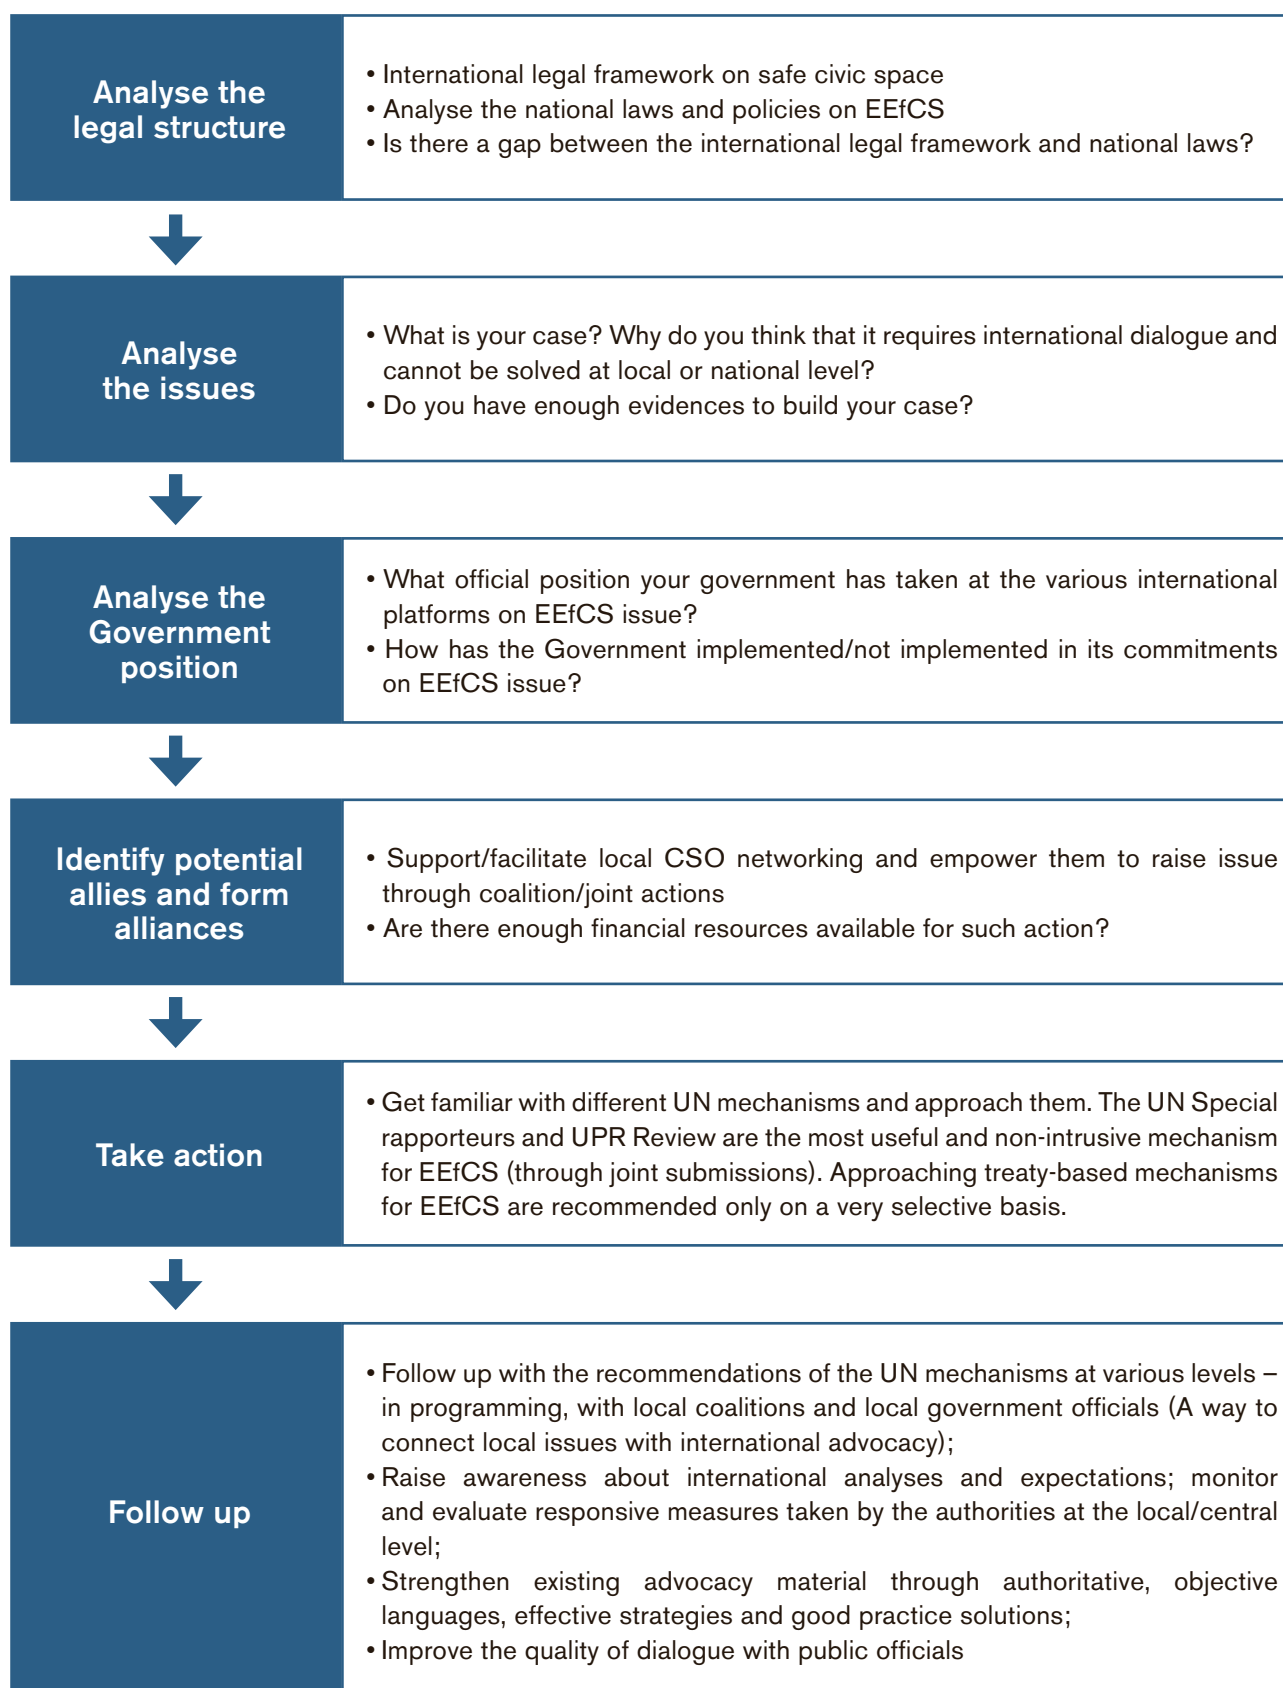 Analyse the
legal structure
• International legal framework on safe civic space
• Analyse the national laws and policies on EEfCS
• Is there a gap between the international legal framework and national laws?
Analyse
the issues
• What is your case? Why do you think that it requires international dialogue and
cannot be solved at local or national level?
• Do you have enough evidences to build your case?
Analyse the
Government
position
• What official position your government has taken at the various international
platforms on EEfCS issue?
• How has the Government implemented/not implemented in its commitments
on EEfCS issue?
Identify potential
allies and form
alliances
• Support/facilitate local CSO networking and empower them to raise issue
through coalition/joint actions
• Are there enough financial resources available for such action?
Take action
• Get familiar with different UN mechanisms and approach them. The UN Special
rapporteurs and UPR Review are the most useful and non-intrusive mechanism
for EEfCS (through joint submissions). Approaching treaty-based mechanisms
for EEfCS are recommended only on a very selective basis.
Follow up
• Follow up with the recommendations of the UN mechanisms at various levels –
in programming, with local coalitions and local government officials (A way to
connect local issues with international advocacy);
• Raise awareness about international analyses and expectations; monitor
and evaluate responsive measures taken by the authorities at the local/central
level;
• Strengthen existing advocacy material through authoritative, objective
languages, effective strategies and good practice solutions;
• Improve the quality of dialogue with public officials